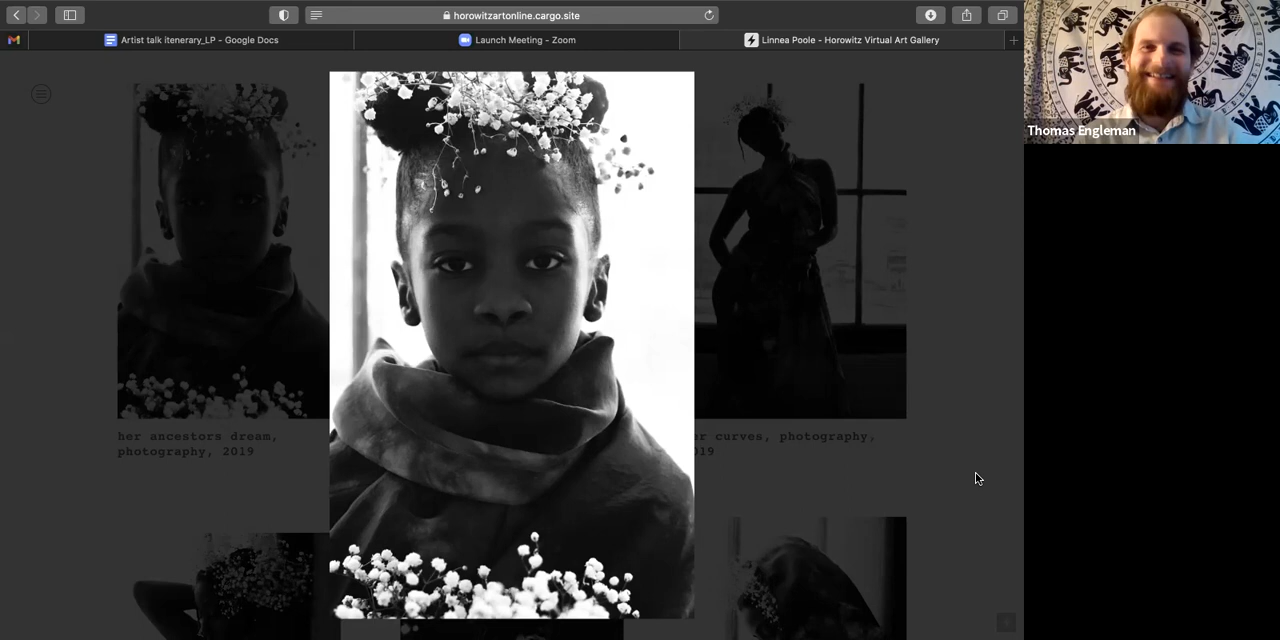 horowitzartonline.cargo.site
Artist talk itenerary_LP - Google Docs
Launch Meeting - Zoom
Linnea Poole - Horowitz Virtual Art Gallery
Thomas Engleman
her ancestors dream,
photography, 2019
curves, photography,